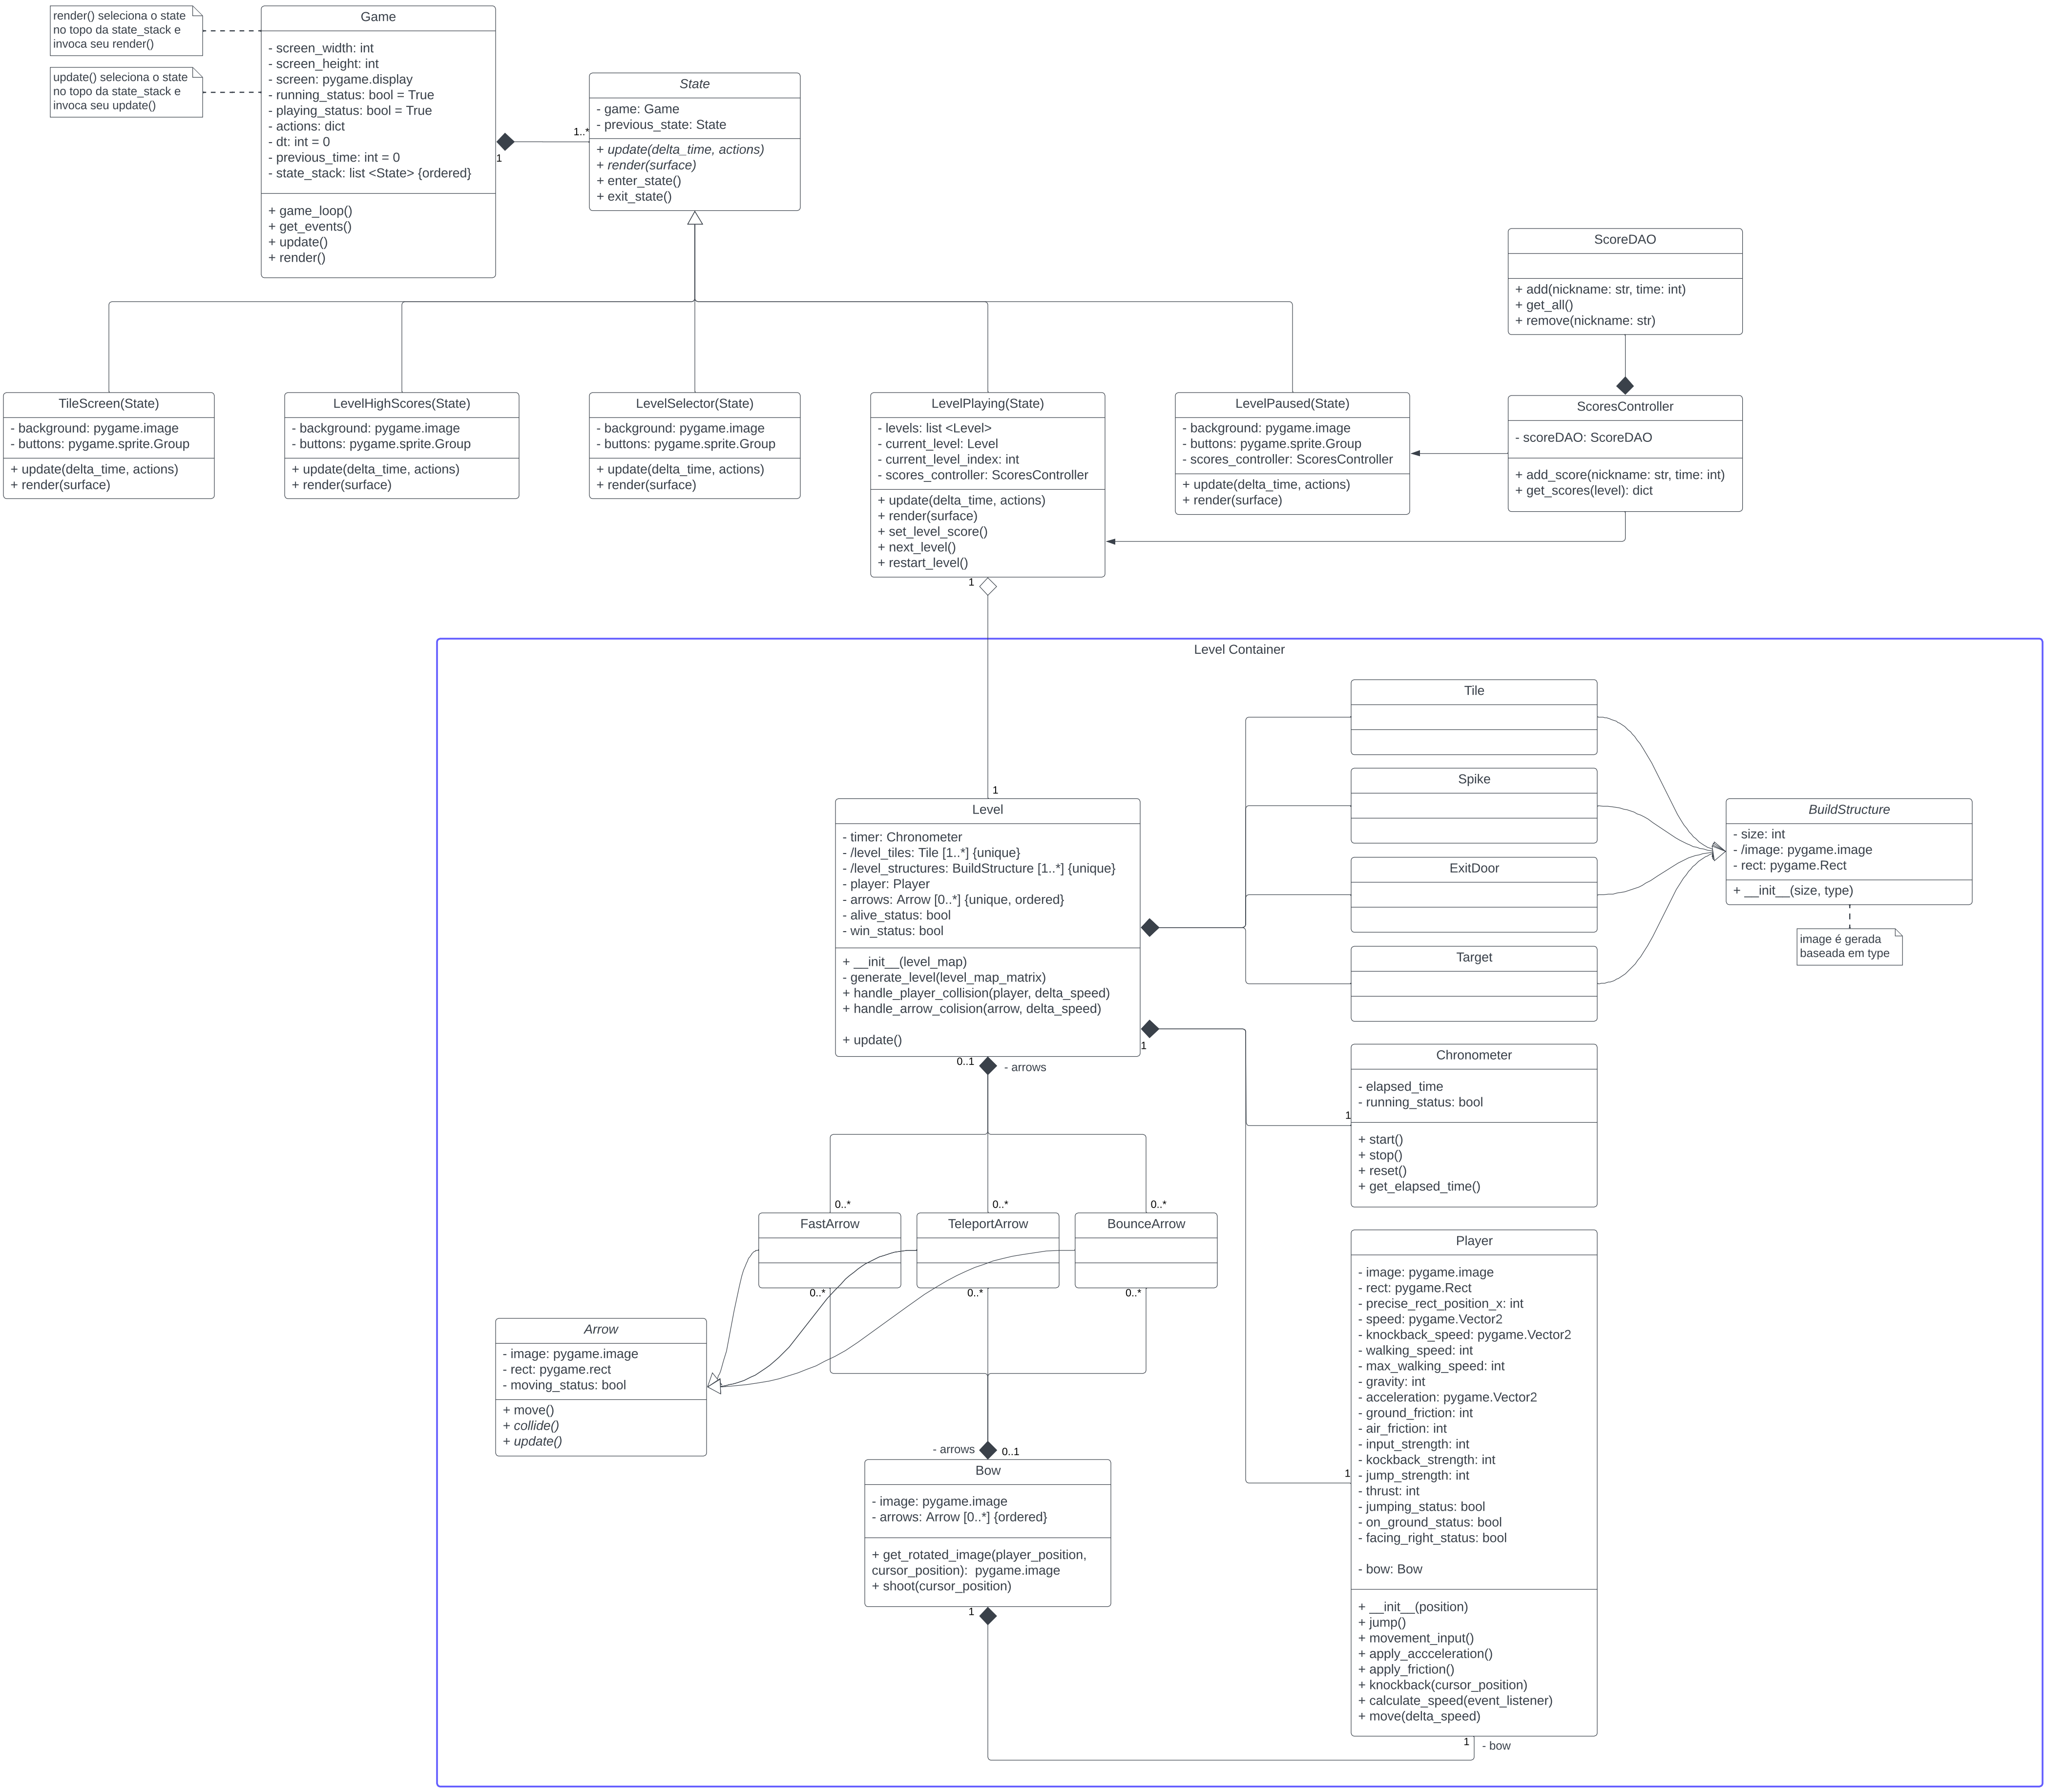 render() seleciona o state
no topo da state_stack e
invoca seu render()
update() seleciona o state
no topo da state_stack e
invoca seu update()
Game
- screen_width: int
- screen_height: int
- screen: pygame.display
- running_status: bool = True
- playing_status: bool = True
- actions: dict
- dt: int = 0
- previous_time: int = 0
- state_stack: list <State> {ordered}
+ game_loop()
+ get_events()
+ update()
+ render()
1
1..*
State
- game: Game
- previous_state: State
+ update(delta_time, actions)
+ render(surface)
+ enter_state()
+ exit_state()
ScoreDAO
+ add(nickname: str, time: int)
+ get_all()
+ remove(nickname: str)
TileScreen(State)
- background: pygame.image
- buttons: pygame.sprite.Group
+ update(delta_time, actions)
+ render(surface)
LevelHighScores(State)
- background: pygame.image
- buttons: pygame.sprite.Group
+ update(delta_time, actions)
+ render(surface)
LevelSelector(State)
- background: pygame.image
- buttons: pygame.sprite.Group
+ update(delta_time, actions)
+ render(surface)
LevelPlaying(State)
- levels: list <Level>
- current_level: Level
- current_level_index: int
- scores_controller: ScoresController
+ update(delta_time, actions)
+ render(surface)
+ set_level_score()
+ next_level()
+ restart_level()
LevelPaused(State)
- background: pygame.image
- buttons: pygame.sprite.Group
- scores_controller: ScoresController
+ update(delta_time, actions)
+ render(surface)
ScoresController
- scoreDAO: ScoreDAO
+ add_score(nickname: str, time: int)
+ get_scores(level): dict
1
Level Container
1
Level
- timer: Chronometer
- /level_tiles: Tile [1..*] {unique}
- /level_structures: BuildStructure [1..*] {unique}
- player: Player
- arrows: Arrow [0..*] {unique, ordered}
- alive_status: bool
- win_status: bool
+ __init__(level_map)
- generate_level(level_map_matrix)
+ handle_player_collision(player, delta_speed)
+ handle_arrow_colision(arrow, delta_speed)
+ update()
Tile
Spike
ExitDoor
Target
BuildStructure
- size: int
- /image: pygame.image
- rect: pygame.Rect
+ __init__(size, type)
image é gerada
baseada em type
1
0..1
- arrows
1
Chronometer
- elapsed_time
- running_status: bool
+ start()
+ stop()
+ reset()
+ get_elapsed_time()
0..*
0..*
0..*
FastArrow
TeleportArrow
BounceArrow
0..*
0..*
0..*
Arrow
- image: pygame.image
- rect: pygame.rect
- moving_status: bool
+ move()
+ collide()
+ update()
- arrows
0..1
Bow
- image: pygame.image
- arrows: Arrow [0..*] {ordered}
+ get_rotated_image(player_position,
cursor_position):  pygame.image
+ shoot(cursor_position)
1
1
Player
- image: pygame.image
- rect: pygame.Rect
- precise_rect_position_x: int
- speed: pygame.Vector2
- knockback_speed: pygame.Vector2
- walking_speed: int
- max_walking_speed: int
- gravity: int
- acceleration: pygame.Vector2
- ground_friction: int
- air_friction: int
- input_strength: int
- kockback_strength: int
- jump_strength: int
- thrust: int
- jumping_status: bool
- on_ground_status: bool
- facing_right_status: bool
- bow: Bow
+ __init__(position)
+ jump()
+ movement_input()
+ apply_accceleration()
+ apply_friction()
+ knockback(cursor_position)
+ calculate_speed(event_listener)
+ move(delta_speed)
1
- bow